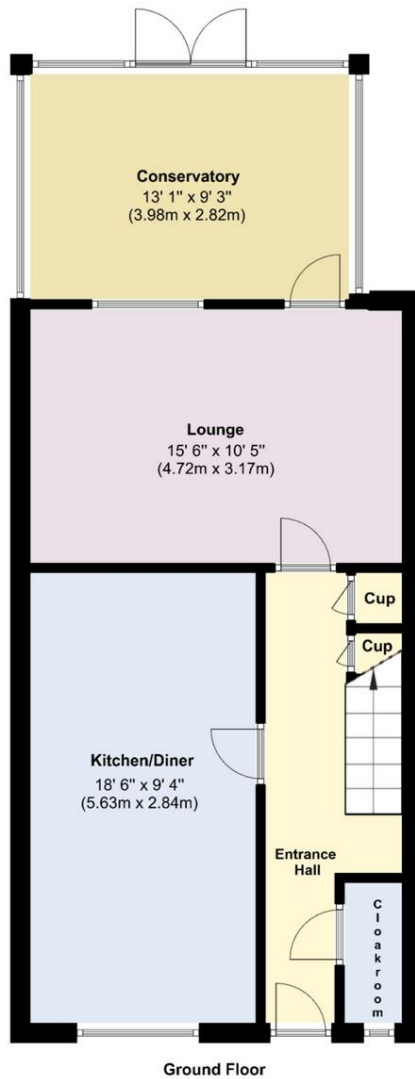 Conservatory
13' 1" x 9' 3"
(3.98m x 2.82m)
Lounge
15' 6" x 10' 5"
(4.72m x 3.17m)
Cup
Cup
Kitchen/Diner
18' 6" x 9' 4"
(5.63m x 2.84m)
Entrance
Hall
Cloakroom
Ground Floor